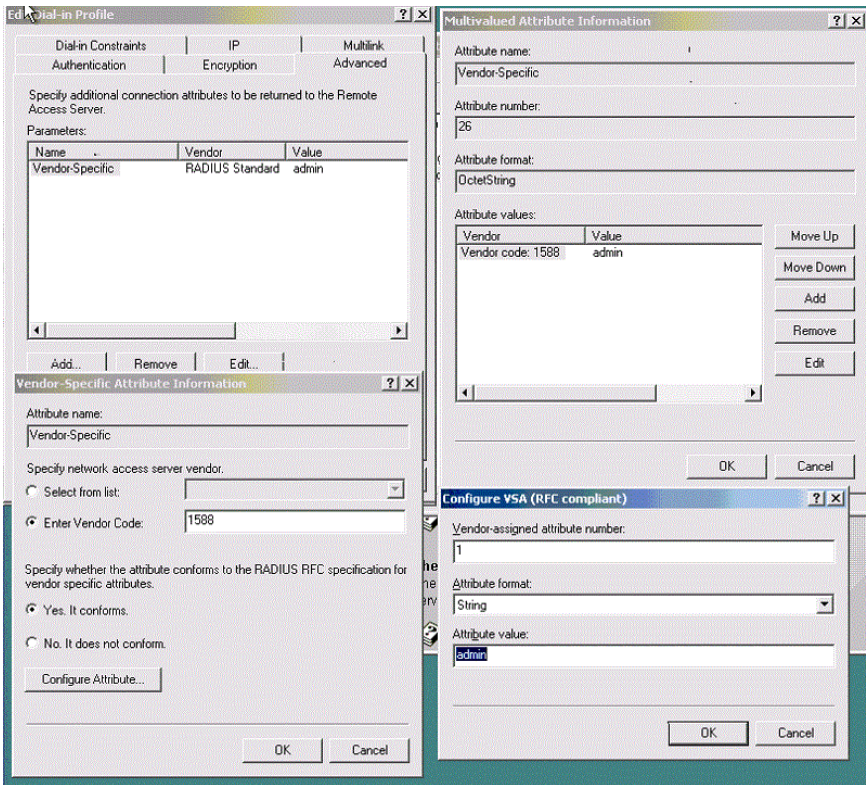 Edit Dial-in Profile
Dial-in Constraints IP Multilink
Authentication Encryption Advanced
Specify additional connection attributes to be returned to the Remote
Access Server.
Parameters:
Name Vendor Value
Vendor-Specific RADIUS Standard admin
Add... Remove Edit...
Multivalued Attribute Information
Attribute name:
Vendor-Specific
Attribute number:
26
Attribute format:
OctetString
Attribute values:
Vendor Value
Vendor code: 1588 admin
Move Up
Move Down
Add
Remove
Edit
OK Cancel
Vendor-Specific Attribute Information
Attribute name:
Vendor-Specific
Specify network access server vendor.
Select from list:
Enter Vendor Code: 1588
Specify whether the attribute conforms to the RADIUS RFC specification for
vendor specific attributes.
Yes. It conforms.
No. It does not conform.
Configure Attribute...
OK Cancel
Configure VSA (RFC compliant)
Vendor-assigned attribute number:
1
Attribute format:
String
Attribute value:
admin
OK Cancel